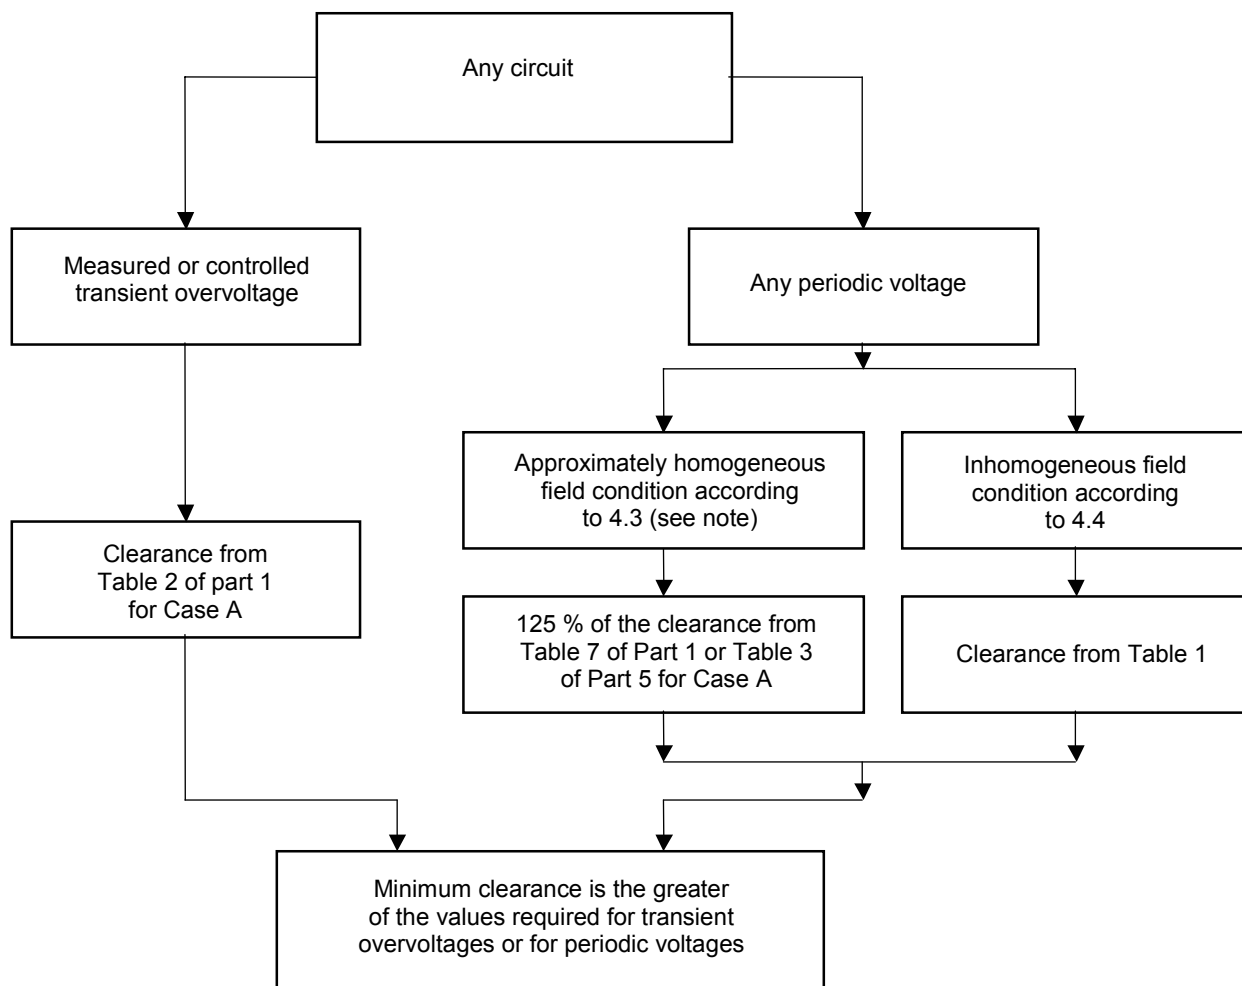 Any circuit
Measured or controlled
transient overvoltage
Any periodic voltage
Approximately homogeneous
field condition according
to 4.3 (see note)
Inhomogeneous field
condition according
to 4.4
Clearance from
Table 2 of part 1
for Case A
125 % of the clearance from
Table 7 of Part 1 or Table 3
of Part 5 for Case A
Clearance from Table 1
Minimum clearance is the greater
of the values required for transient
overvoltages or for periodic voltages